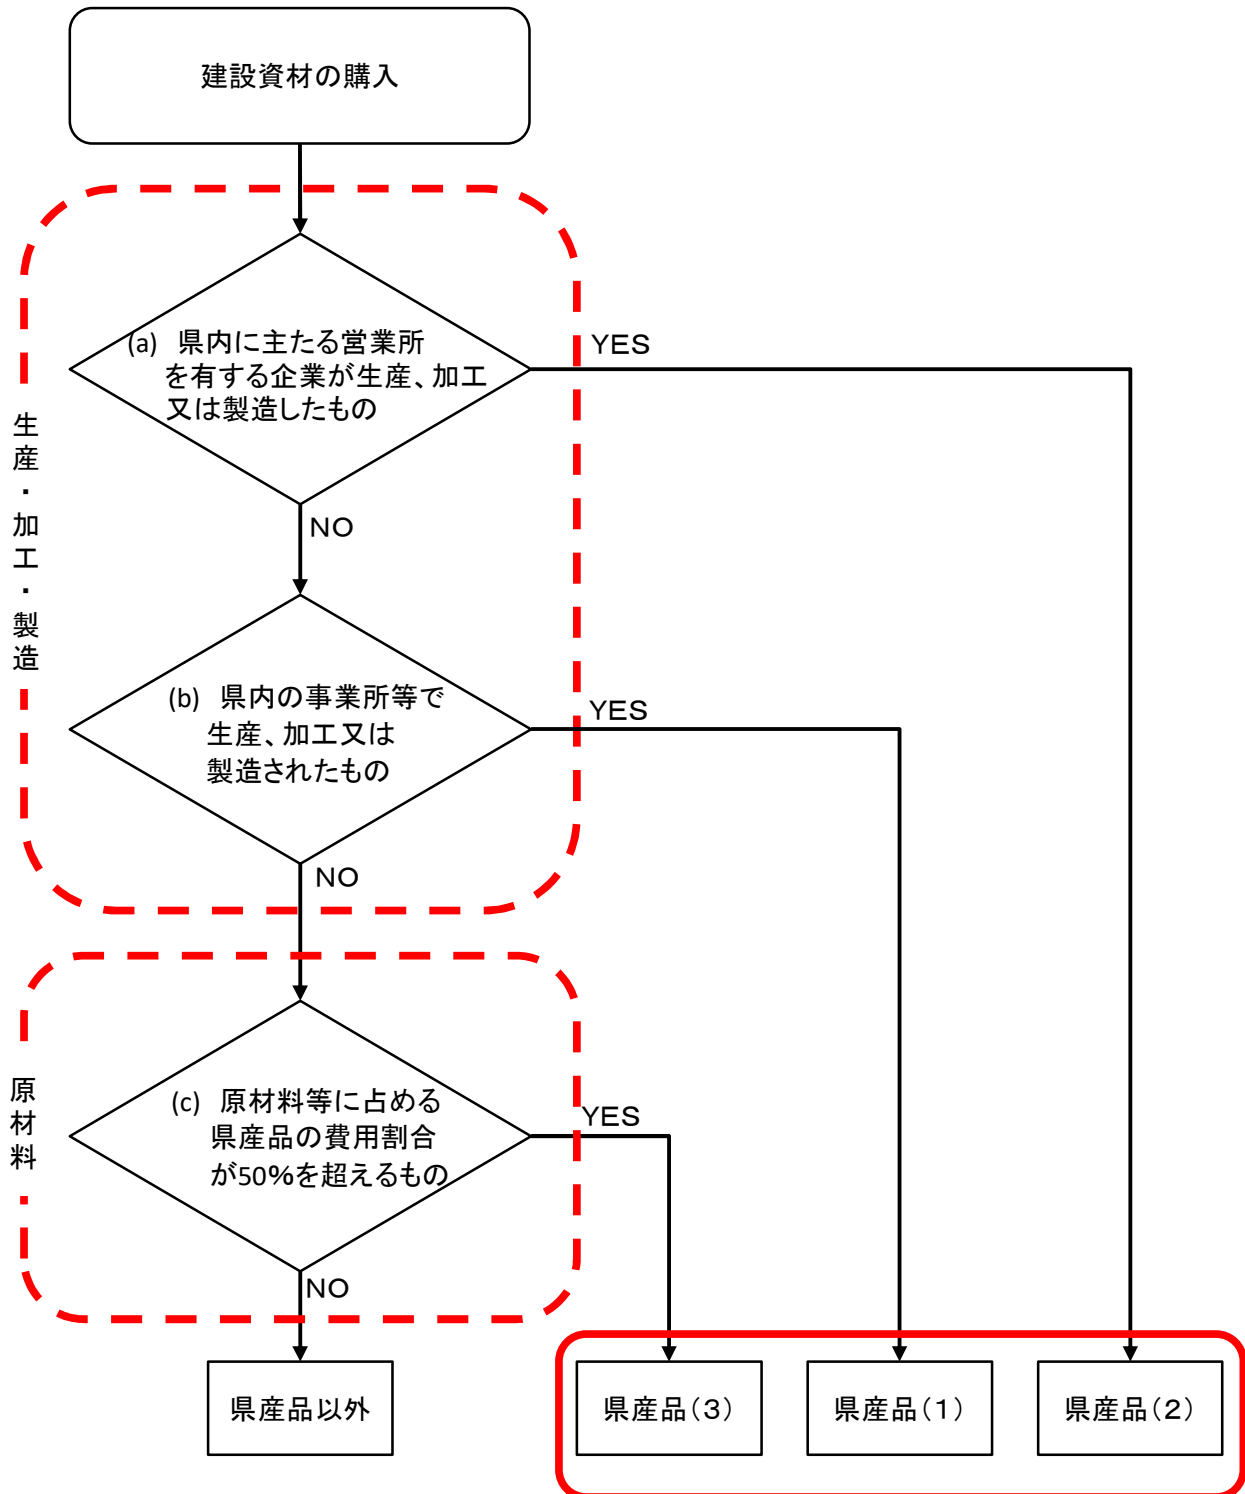 建設資材の購入
(a) 県内に主たる営業所
を有する企業が生産、加工
又は製造したもの
YES
NO
生産・加工・製造
(b) 県内の事業所等で
生産、加工又は
製造されたもの
YES
NO
原材料
(c) 原材料等に占める
県産品の費用割合
が50%を超えるもの
YES
NO
県産品以外
県産品(3)
県産品(1)
県産品(2)